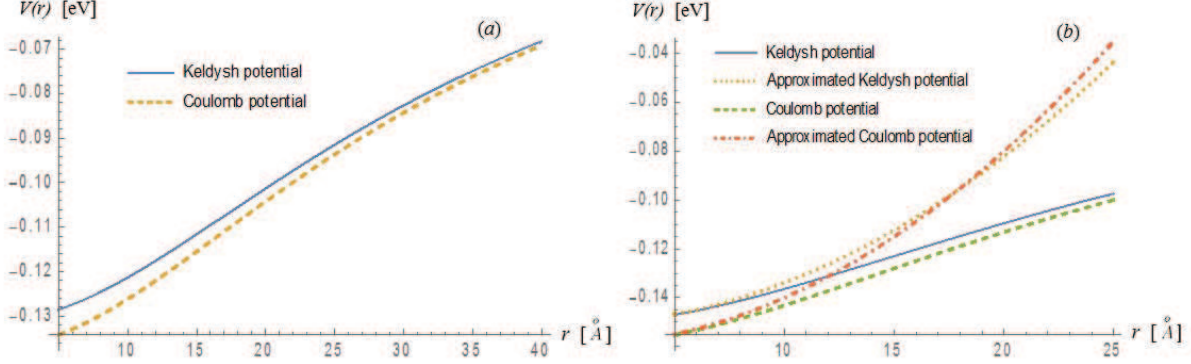 V(r) [eV]
(a)
−0.07
Keldysh potential
Coulomb potential
−0.08
−0.09
−0.10
−0.11
−0.12
−0.13
10 15 20 25 30 35 40
r [Å]
V(r) [eV]
(b)
−0.04
Keldysh potential
Approximated Keldysh potential
−0.06
Coulomb potential
Approximated Coulomb potential
−0.08
−0.10
−0.12
−0.14
10 15 20 25
r [Å]